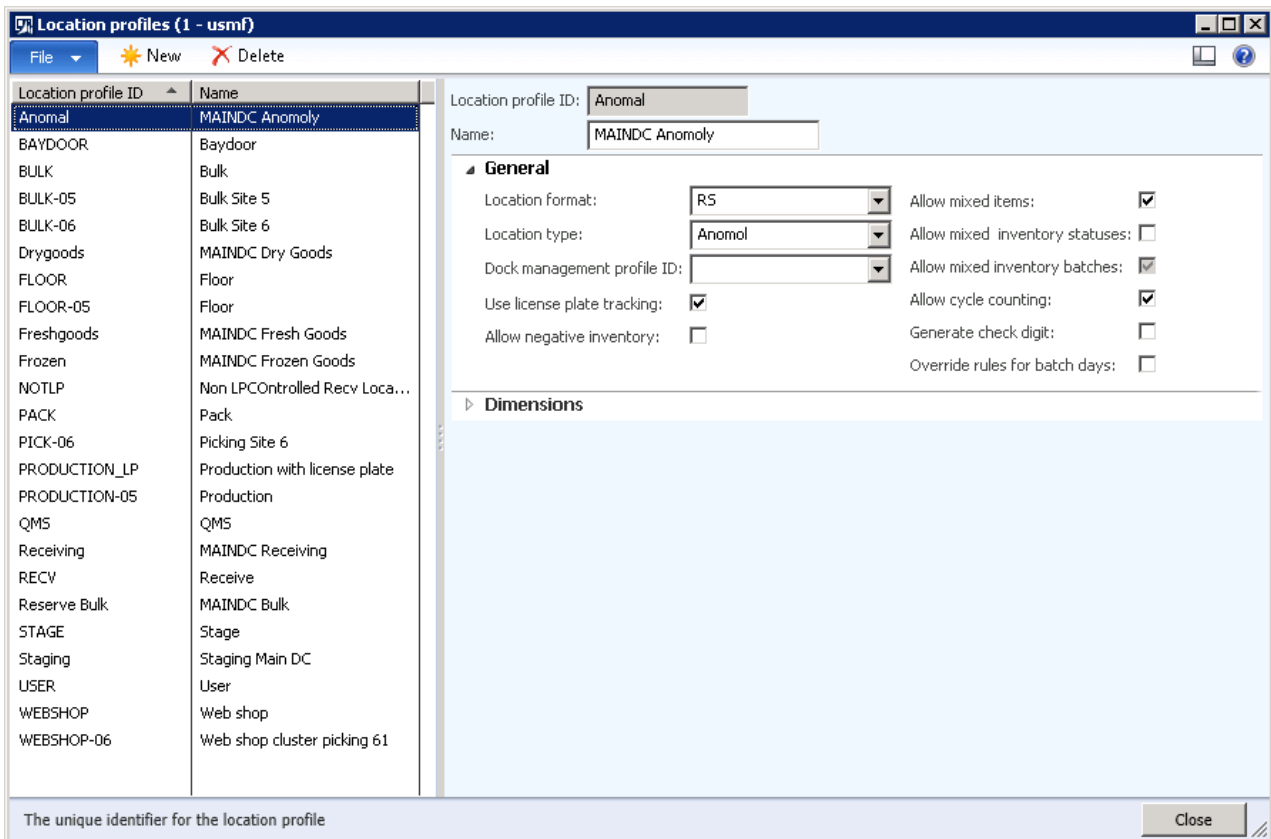 Location profiles (1 - usmf)
File New Delete
Location profile ID Name
Anomal MAINDC Anomoly
BAYDOOR Baydoor
BULK Bulk
BULK-05 Bulk Site 5
BULK-06 Bulk Site 6
Drygoods MAINDC Dry Goods
FLOOR Floor
FLOOR-05 Floor
Freshgoods MAINDC Fresh Goods
Frozen MAINDC Frozen Goods
NOTLP Non LPCOntrolled Recv Loca...
PACK Pack
PICK-06 Picking Site 6
PRODUCTION_LP Production with license plate
PRODUCTION-05 Production
QMS QMS
Receiving MAINDC Receiving
RECV Receive
Reserve Bulk MAINDC Bulk
STAGE Stage
Staging Staging Main DC
USER User
WEBSHOP Web shop
WEBSHOP-06 Web shop cluster picking 61
Location profile ID: Anomal
Name: MAINDC Anomoly
General
Location format: RS
Location type: Anomol
Dock management profile ID:
Use license plate tracking:
Allow negative inventory:
Allow mixed items:
Allow mixed inventory statuses:
Allow mixed inventory batches:
Allow cycle counting:
Generate check digit:
Override rules for batch days:
Dimensions
The unique identifier for the location profile
Close